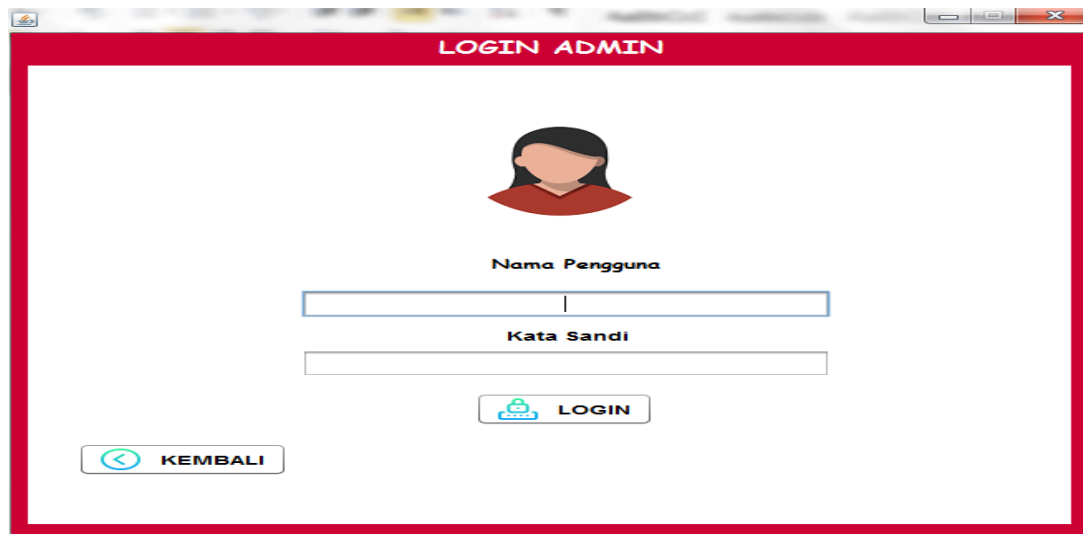 LOGIN ADMIN
Nama Pengguna
Kata Sandi
LOGIN
KEMBALI